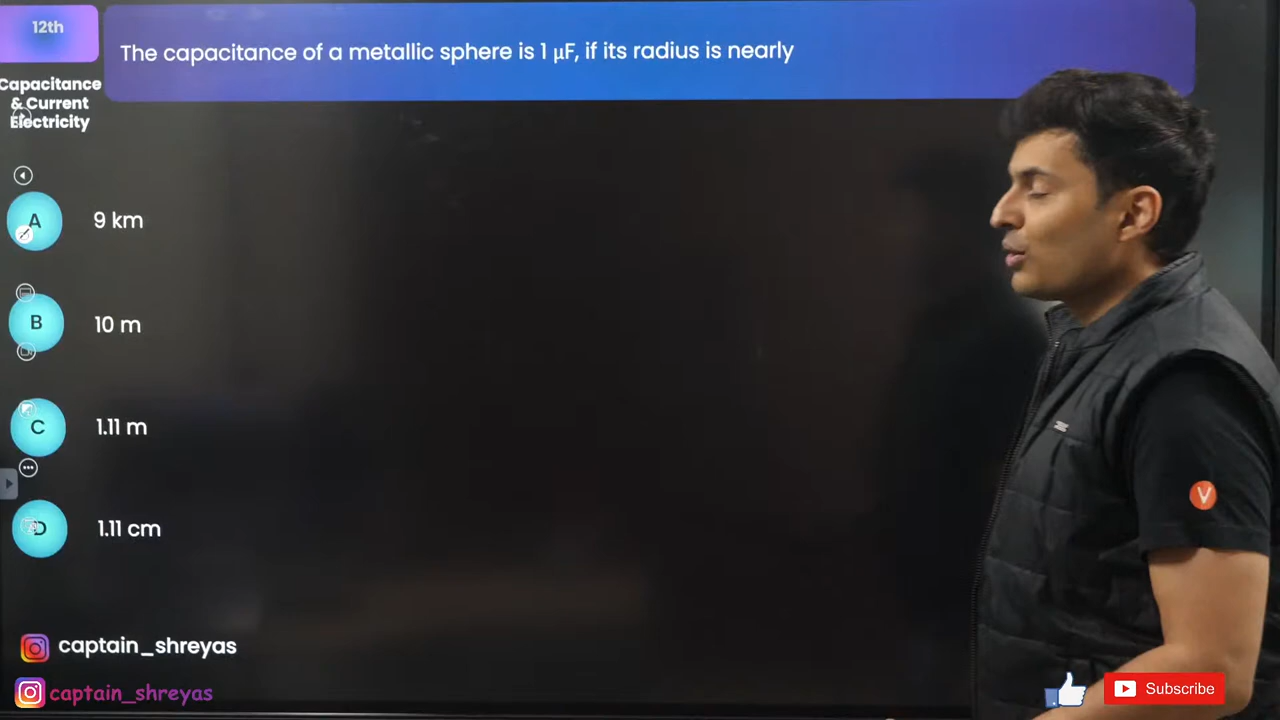 12th
The capacitance of a metallic sphere is 1 μF, if its radius is nearly
Capacitance
& Current
Electricity
A
9 km
B
10 m
C
1.11 m
D
1.11 cm
captain_shreyas
captain_shreyas
V
Subscribe